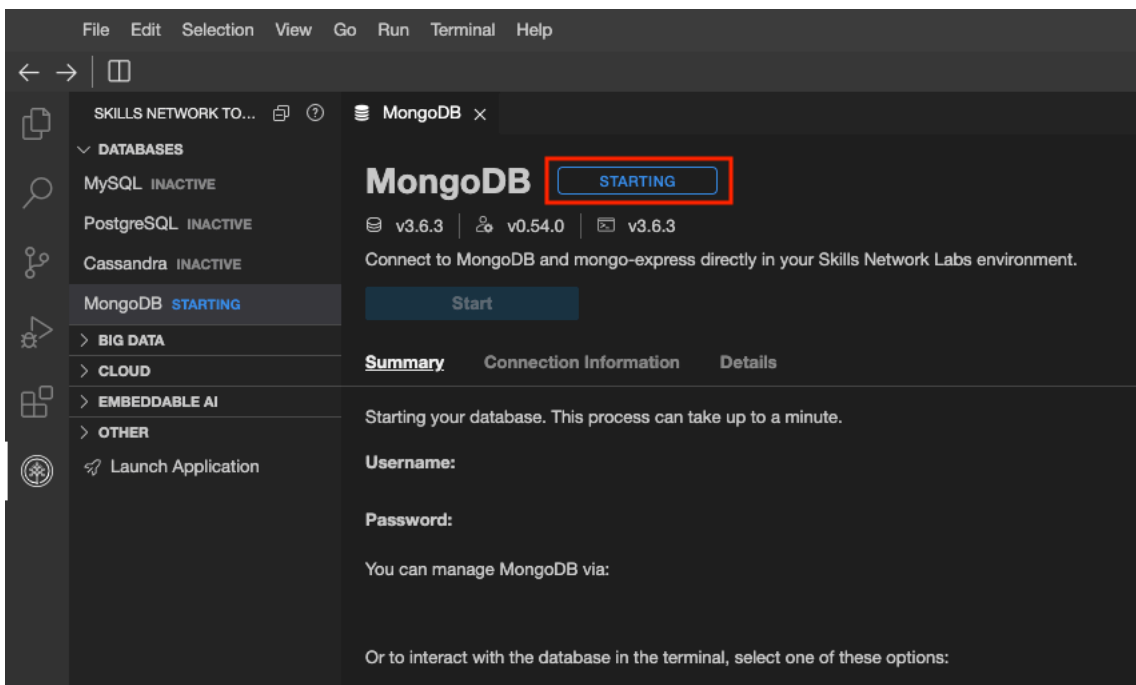 File Edit Selection View Go Run Terminal Help
SKILLS NETWORK TO...
DATABASES
MySQL INACTIVE
PostgreSQL INACTIVE
Cassandra INACTIVE
MongoDB STARTING
BIG DATA
CLOUD
EMBEDDABLE AI
OTHER
Launch Application
MongoDB
MongoDB STARTING
v3.6.3 v0.54.0 v3.6.3
Connect to MongoDB and mongo-express directly in your Skills Network Labs environment.
Start
Summary Connection Information Details
Starting your database. This process can take up to a minute.
Username:
Password:
You can manage MongoDB via:
Or to interact with the database in the terminal, select one of these options: